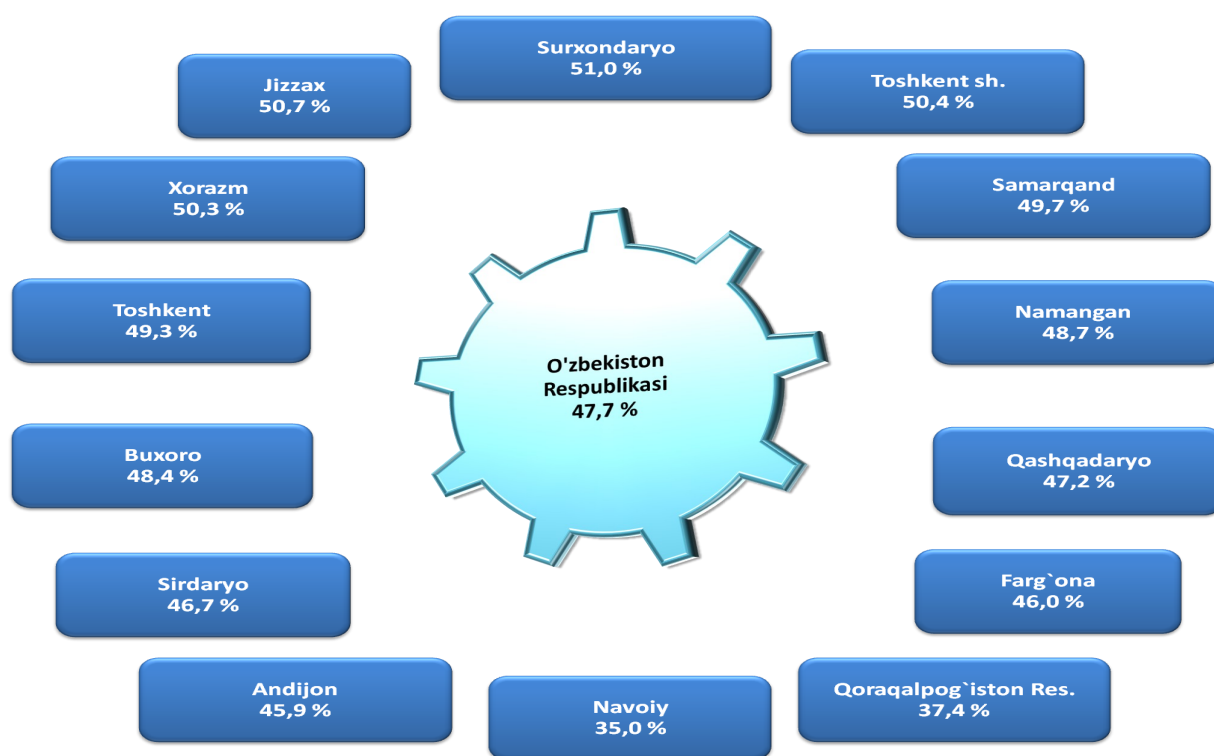 Surxondaryo
51,0 %
Jizzax
50,7 %
Toshkent sh.
50,4 %
Xorazm
50,3 %
Samarqand
49,7 %
Toshkent
49,3 %
Namangan
48,7 %
O'zbekiston
Respublikasi
47,7 %
Buxoro
48,4 %
Qashqadaryo
47,2 %
Sirdaryo
46,7 %
Farg`ona
46,0 %
Andijon
45,9 %
Navoiy
35,0 %
Qoraqalpog`iston Res.
37,4 %